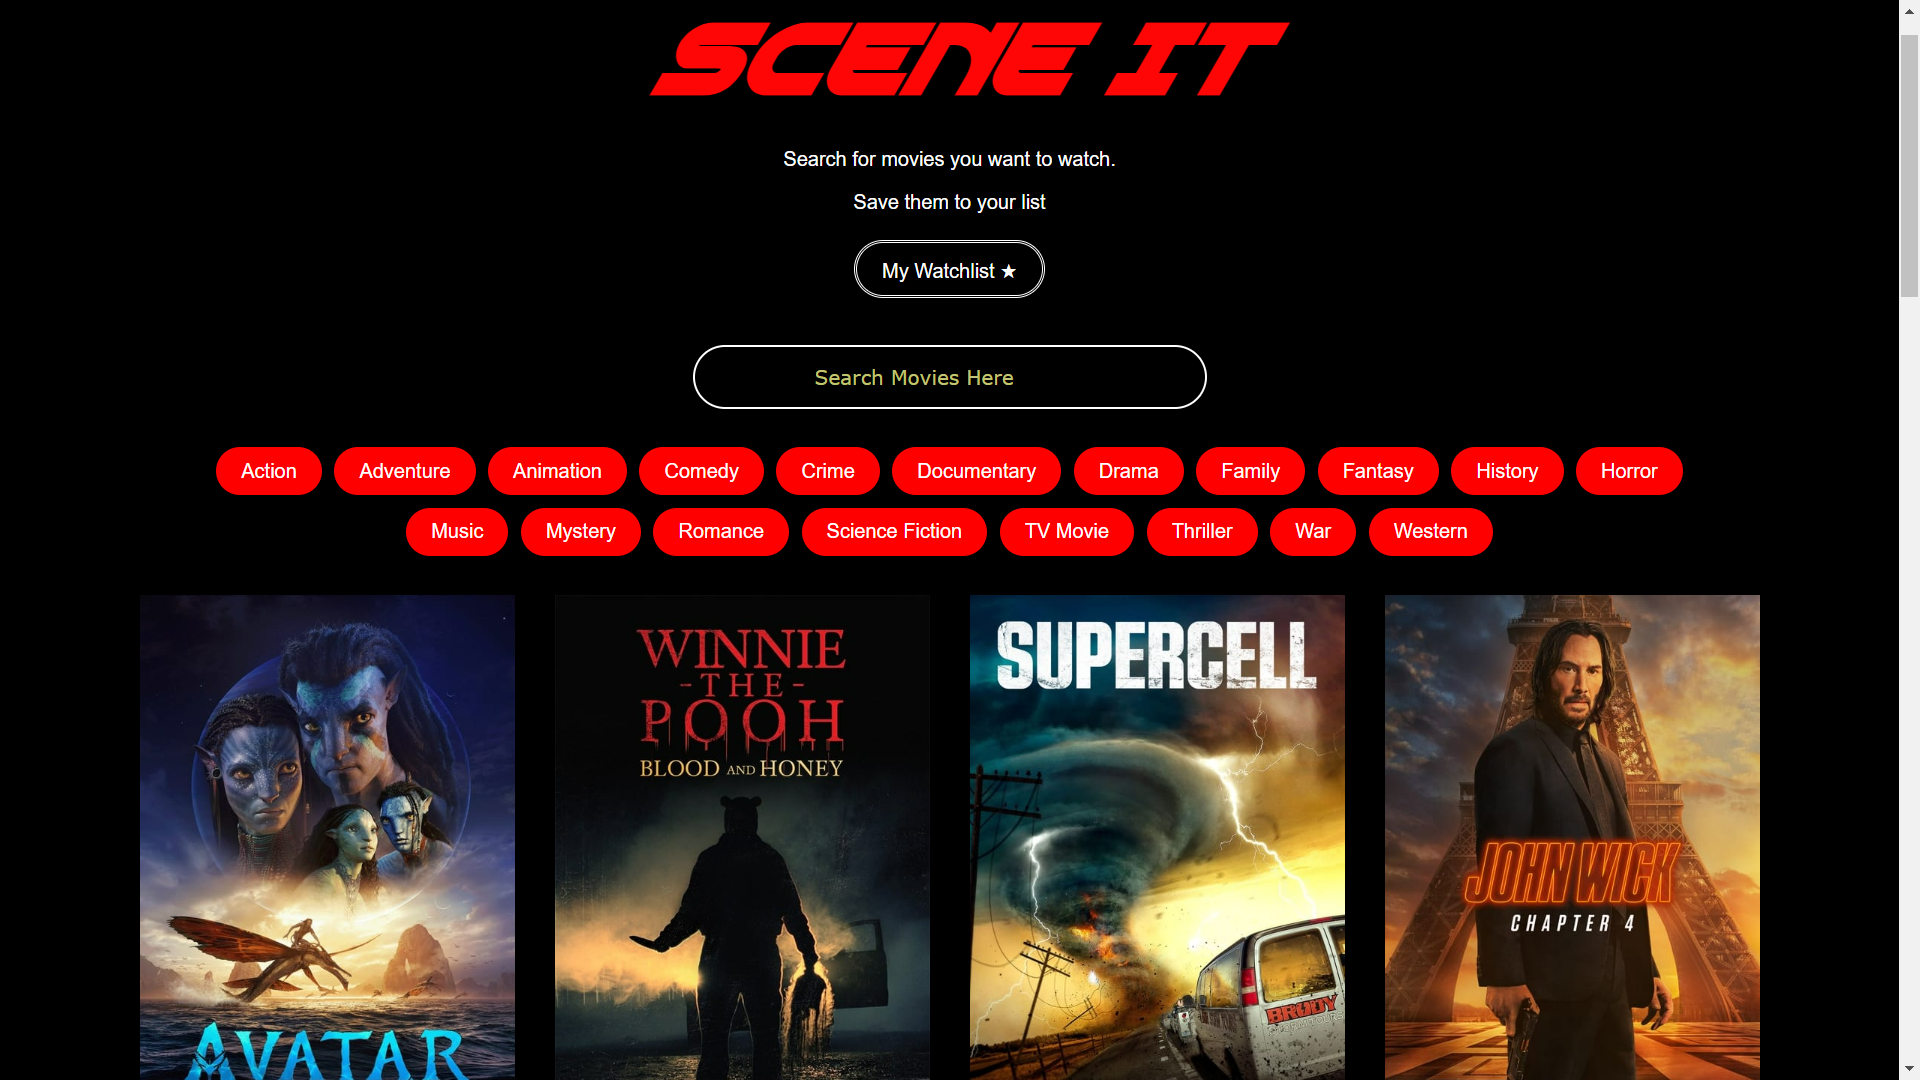 SCENE IT
Search for movies you want to watch.
Save them to your list
My Watchlist ★
Search Movies Here
Action Adventure Animation Comedy Crime Documentary Drama Family Fantasy History Horror
Music Mystery Romance Science Fiction TV Movie Thriller War Western
AVATAR
WINNIE
-THE-
POOH
BLOOD AND HONEY
SUPERCELL
BRODY
JOHN WICK
CHAPTER 4